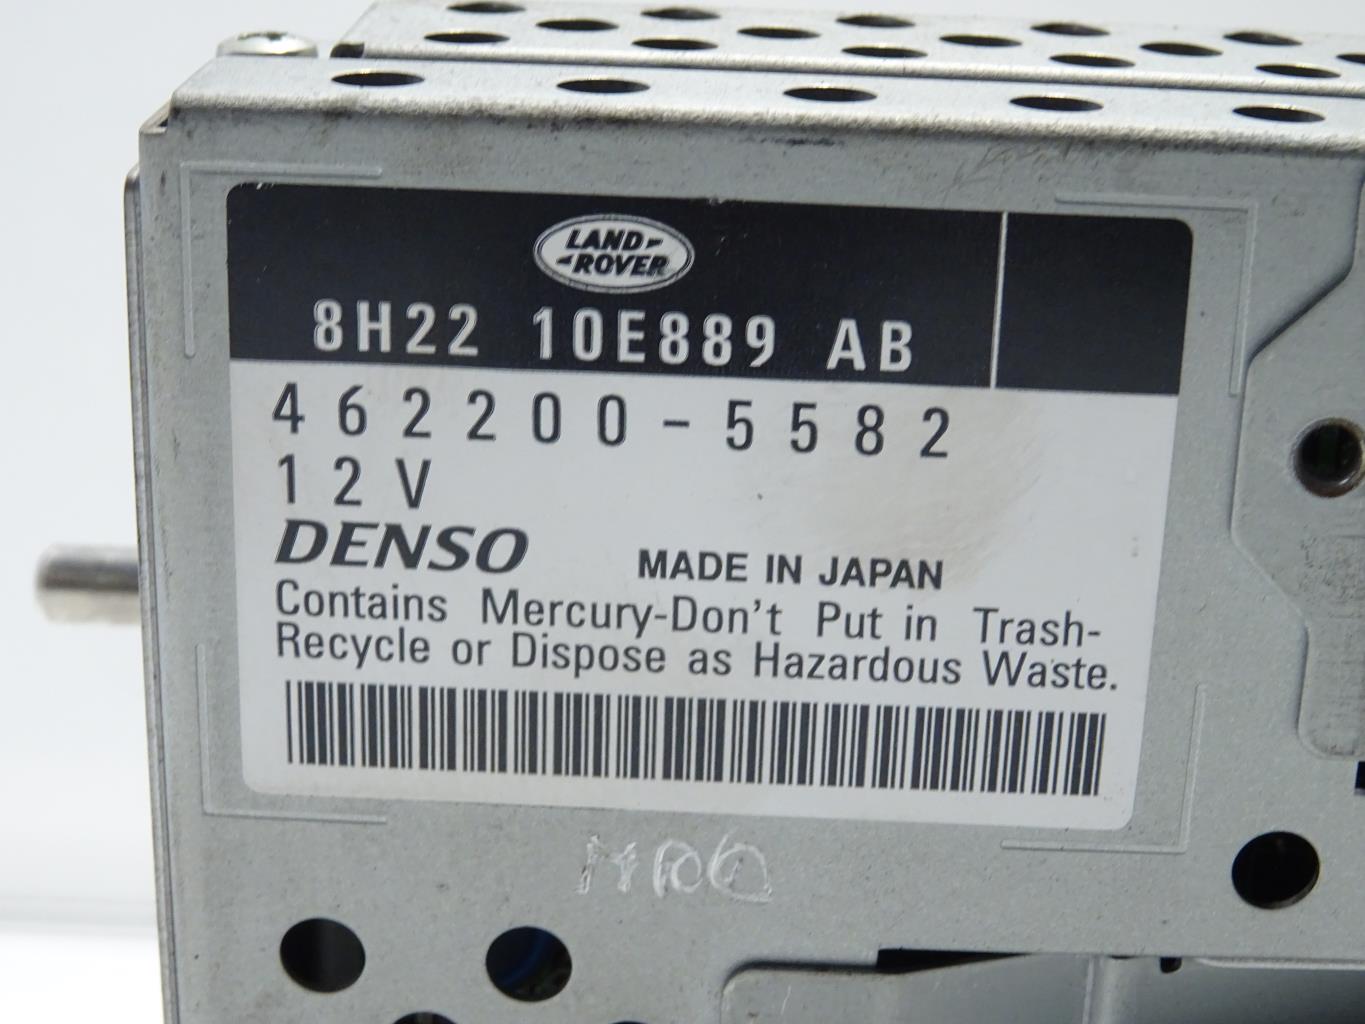 LAND-
-ROVER
8H22 10E889 AB
462200-5582
12V
DENSO MADE IN JAPAN
Contains Mercury-Don't Put in Trash-
Recycle or Dispose as Hazardous Waste.